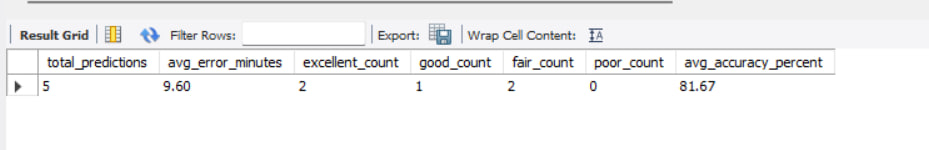 Result Grid Filter Rows: Export: Wrap Cell Content: IA
total_predictions avg_error_minutes excellent_count good_count fair_count poor_count avg_accuracy_percent
5 9.60 2 1 2 0 81.67